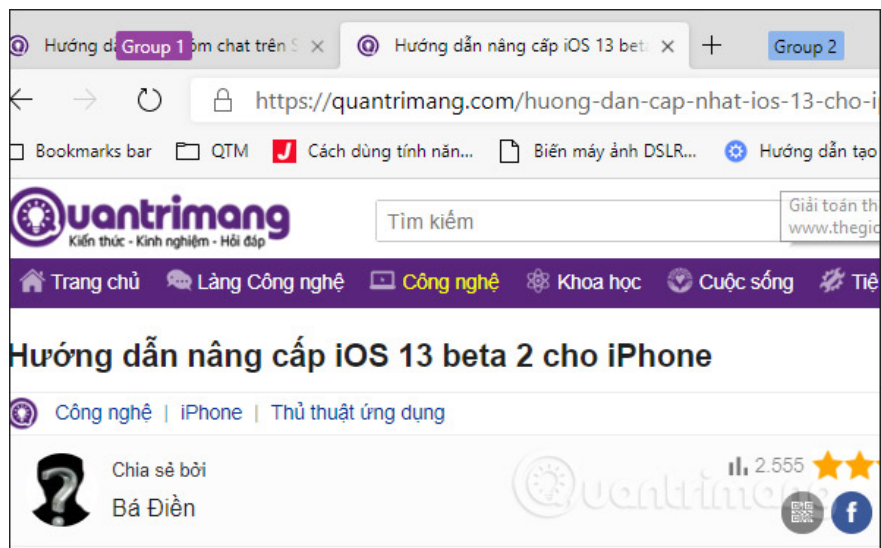 Hướng d Group 1 óm chat trên S Hướng dẫn nâng cấp iOS 13 beta Group 2
https://quantrimang.com/huong-dan-cap-nhat-ios-13-cho-i
Bookmarks bar QTM Cách dùng tính năn... Biến máy ảnh DSLR... Hướng dẫn tạo
Quantrimang Tìm kiếm Giải toán th
Kiến thức - Kinh nghiệm - Hỏi đáp www.thegio
Trang chủ Làng Công nghệ Công nghệ Khoa học Cuộc sống Tiệ
Hướng dẫn nâng cấp iOS 13 beta 2 cho iPhone
Công nghệ | iPhone | Thủ thuật ứng dụng
Chia sẻ bởi 2.555
Bá Điền Quantrimang